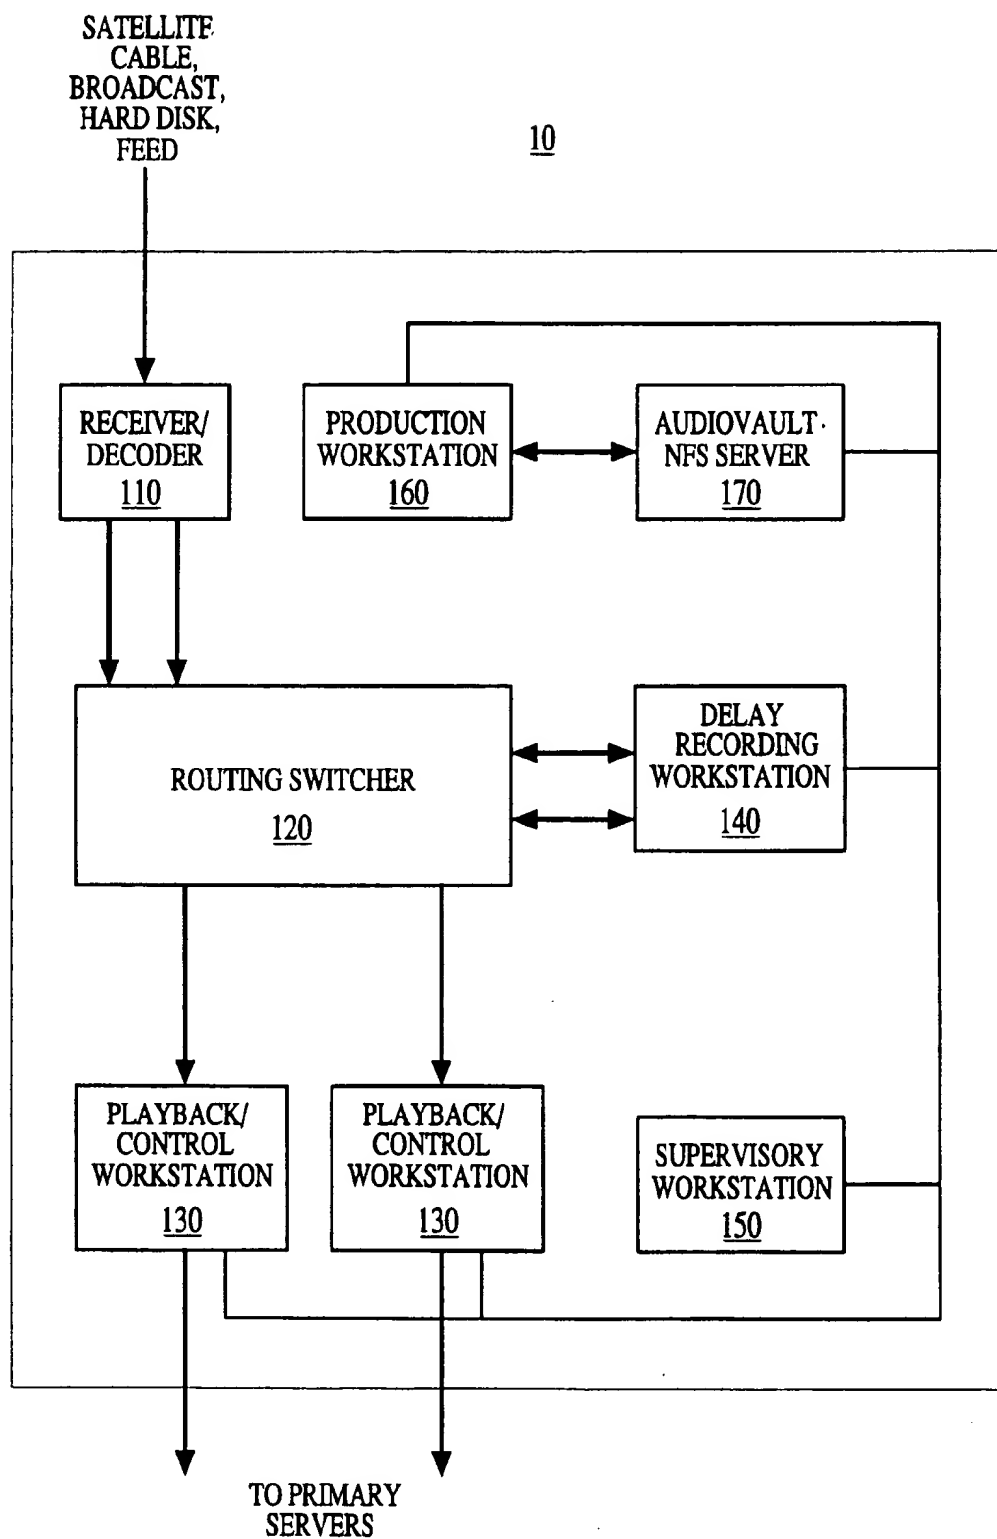 SATELLITE
CABLE,
BROADCAST,
HARD DISK,
FEED
10
RECEIVER/
DECODER
110
PRODUCTION
WORKSTATION
160
AUDIOVAULT
NFS SERVER
170
ROUTING SWITCHER
120
DELAY
RECORDING
WORKSTATION
140
PLAYBACK/
CONTROL
WORKSTATION
130
PLAYBACK/
CONTROL
WORKSTATION
130
SUPERVISORY
WORKSTATION
150
TO PRIMARY
SERVERS